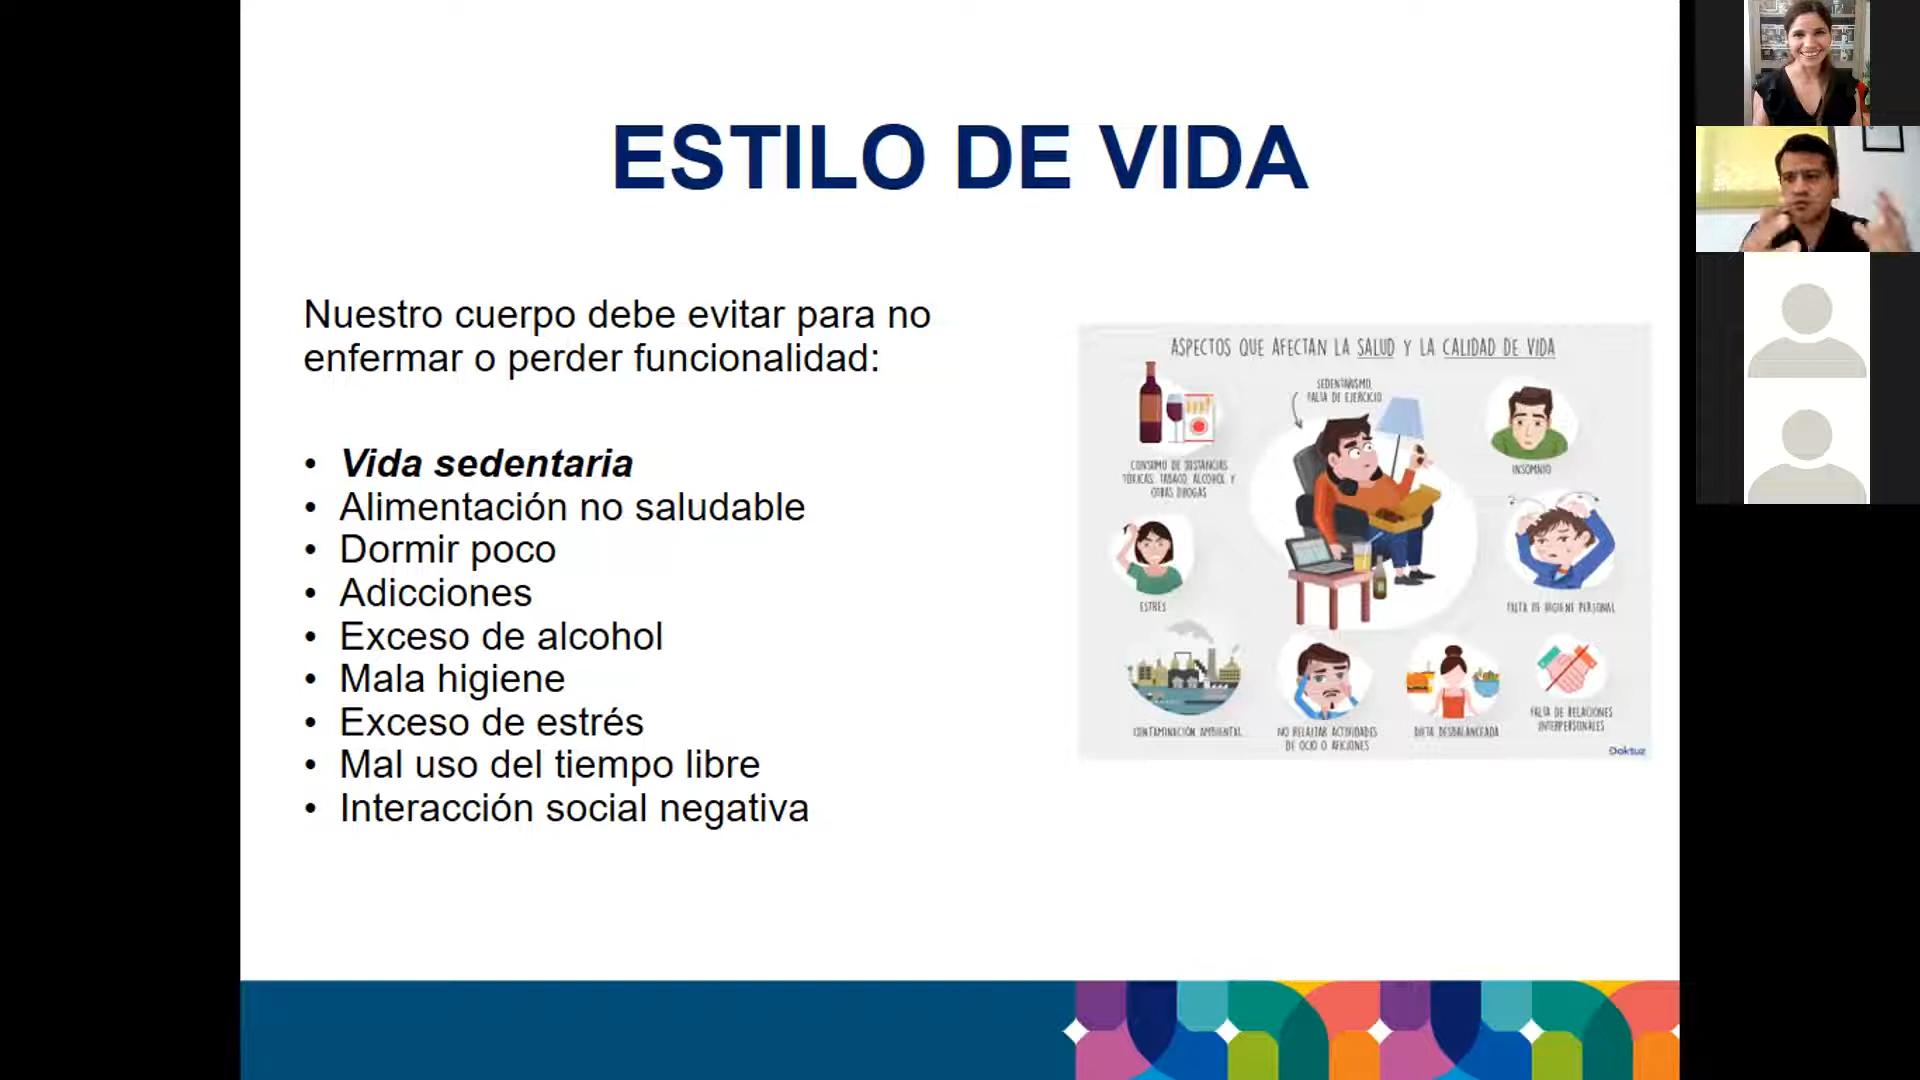 ESTILO DE VIDA
Nuestro cuerpo debe evitar para no
enfermar o perder funcionalidad:
• Vida sedentaria
• Alimentación no saludable
• Dormir poco
• Adicciones
• Exceso de alcohol
• Mala higiene
• Exceso de estrés
• Mal uso del tiempo libre
• Interacción social negativa
ASPECTOS QUE AFECTAN LA SALUD Y LA CALIDAD DE VIDA
SEDENTARISMO,
FALTA DE EJERCICIO
CONSUMO DE SUSTANCIAS
TÓXICAS, TABACO, ALCOHOL Y
OTRAS DROGAS
INSOMNIO
ESTRÉS
FALTA DE HIGIENE PERSONAL
CONTAMINACIÓN AMBIENTAL
NO REALIZAR ACTIVIDADES
DE OCIO O AFICIONES
DIETA DESBALANCEADA
FALTA DE RELACIONES
INTERPERSONALES
Doktuz